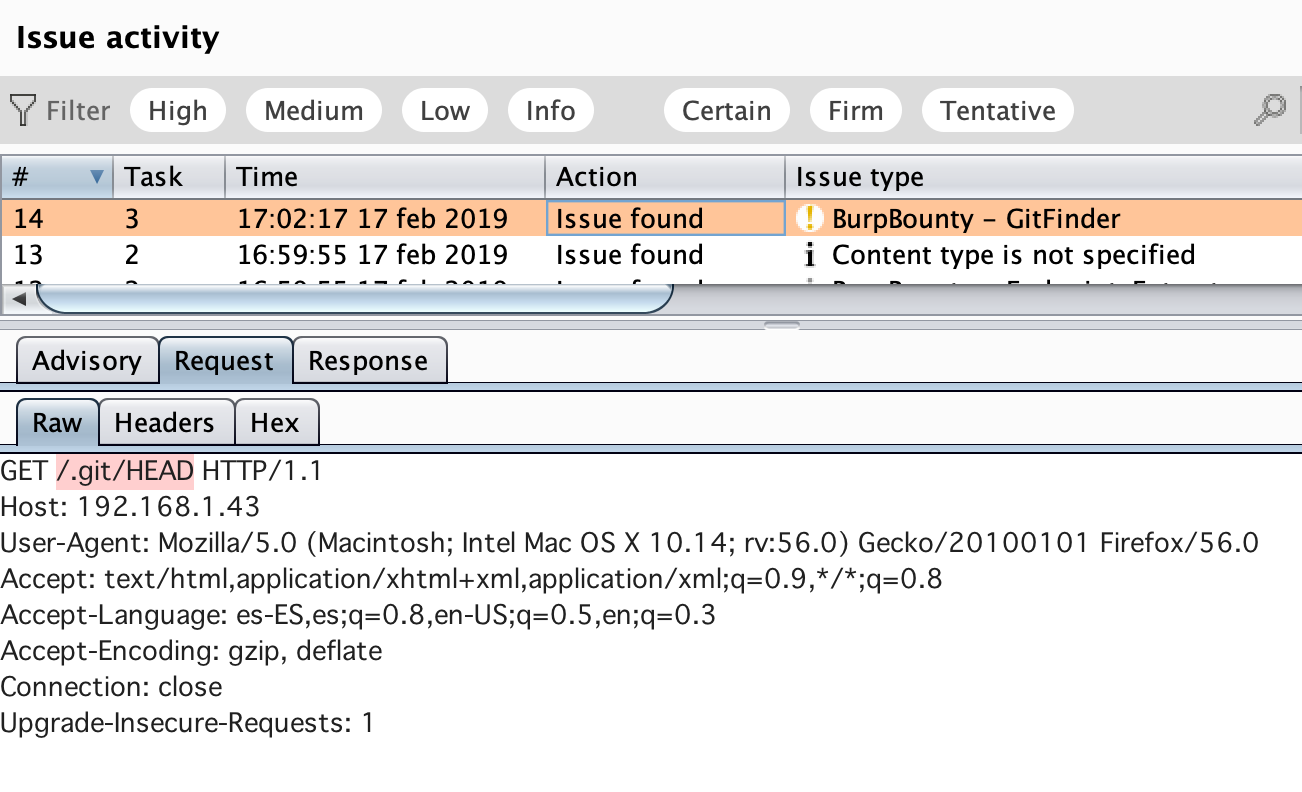 Issue activity
Filter High Medium Low Info Certain Firm Tentative
# Task Time Action Issue type
14 3 17:02:17 17 feb 2019 Issue found BurpBounty - GitFinder
13 2 16:59:55 17 feb 2019 Issue found Content type is not specified
Advisory Request Response
Raw Headers Hex
GET /.git/HEAD HTTP/1.1
Host: 192.168.1.43
User-Agent: Mozilla/5.0 (Macintosh; Intel Mac OS X 10.14; rv:56.0) Gecko/20100101 Firefox/56.0
Accept: text/html,application/xhtml+xml,application/xml;q=0.9,*/*;q=0.8
Accept-Language: es-ES,es;q=0.8,en-US;q=0.5,en;q=0.3
Accept-Encoding: gzip, deflate
Connection: close
Upgrade-Insecure-Requests: 1